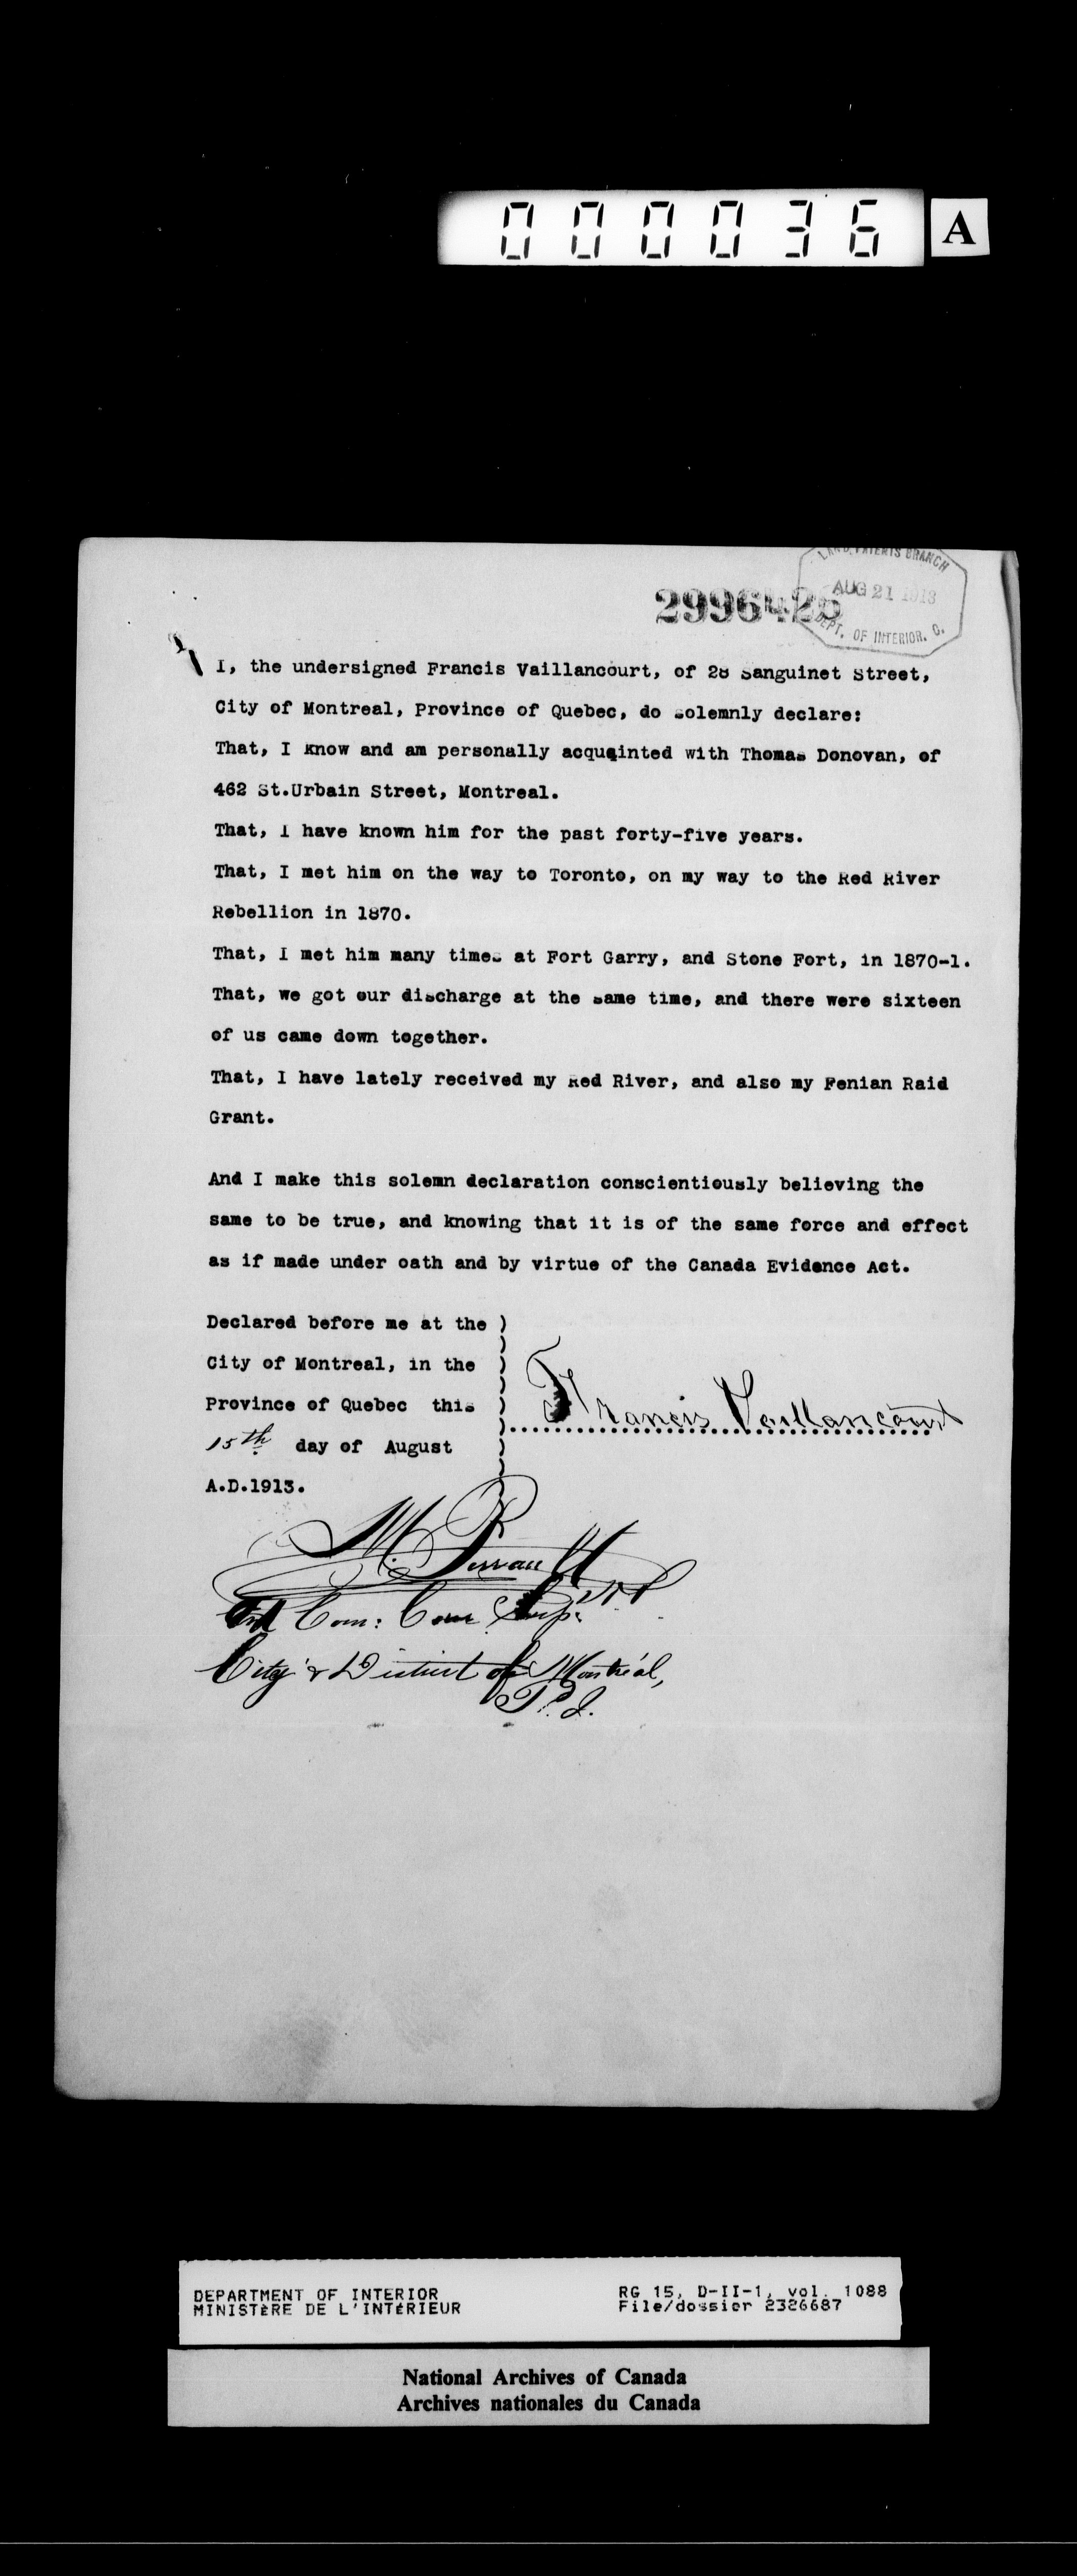 000036 A
LAND PATENTS BRANCH
AUG 21 1913
DEPT. OF INTERIOR. C.
2996425
I, the undersigned Francis Vaillancourt, of 28 Sanguinet Street,
City of Montreal, Province of Quebec, do solemnly declare:
That, I know and am personally acquainted with Thomas Donovan, of
462 St.Urbain Street, Montreal.
That, I have known him for the past forty-five years.
That, I met him on the way to Toronto, on my way to the Red River
Rebellion in 1870.
That, I met him many times at Fort Garry, and Stone Fort, in 1870-1.
That, we got our discharge at the same time, and there were sixteen
of us came down together.
That, I have lately received my Red River, and also my Fenian Raid
Grant.
And I make this solemn declaration conscientiously believing the
same to be true, and knowing that it is of the same force and effect
as if made under oath and by virtue of the Canada Evidence Act.
Declared before me at the )
City of Montreal, in the
Province of Quebec this
15th day of August
A.D.1913.
Francis Vaillancourt
M. Perrault
Com: Cour Sup:
City & District of Montréal,
DEPARTMENT OF INTERIOR RG 15, D-II-1, vol. 1088
MINISTÈRE DE L'INTÉRIEUR File/dossier 2326687
National Archives of Canada
Archives nationales du Canada